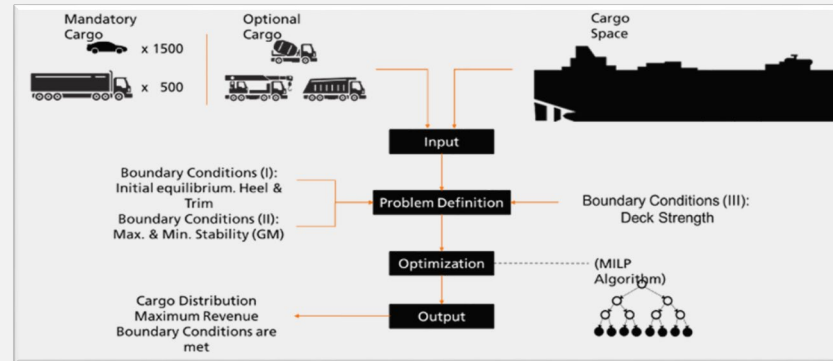 Mandatory
Cargo
x 1500
x 500
Optional
Cargo
Cargo
Space
Input
Boundary Conditions (I):
Initial equilibrium. Heel &
Trim
Boundary Conditions (II):
Max. & Min. Stability (GM)
Problem Definition
Boundary Conditions (III):
Deck Strength
Optimization
(MILP
Algorithm)
Cargo Distribution
Maximum Revenue
Boundary Conditions are
met
Output